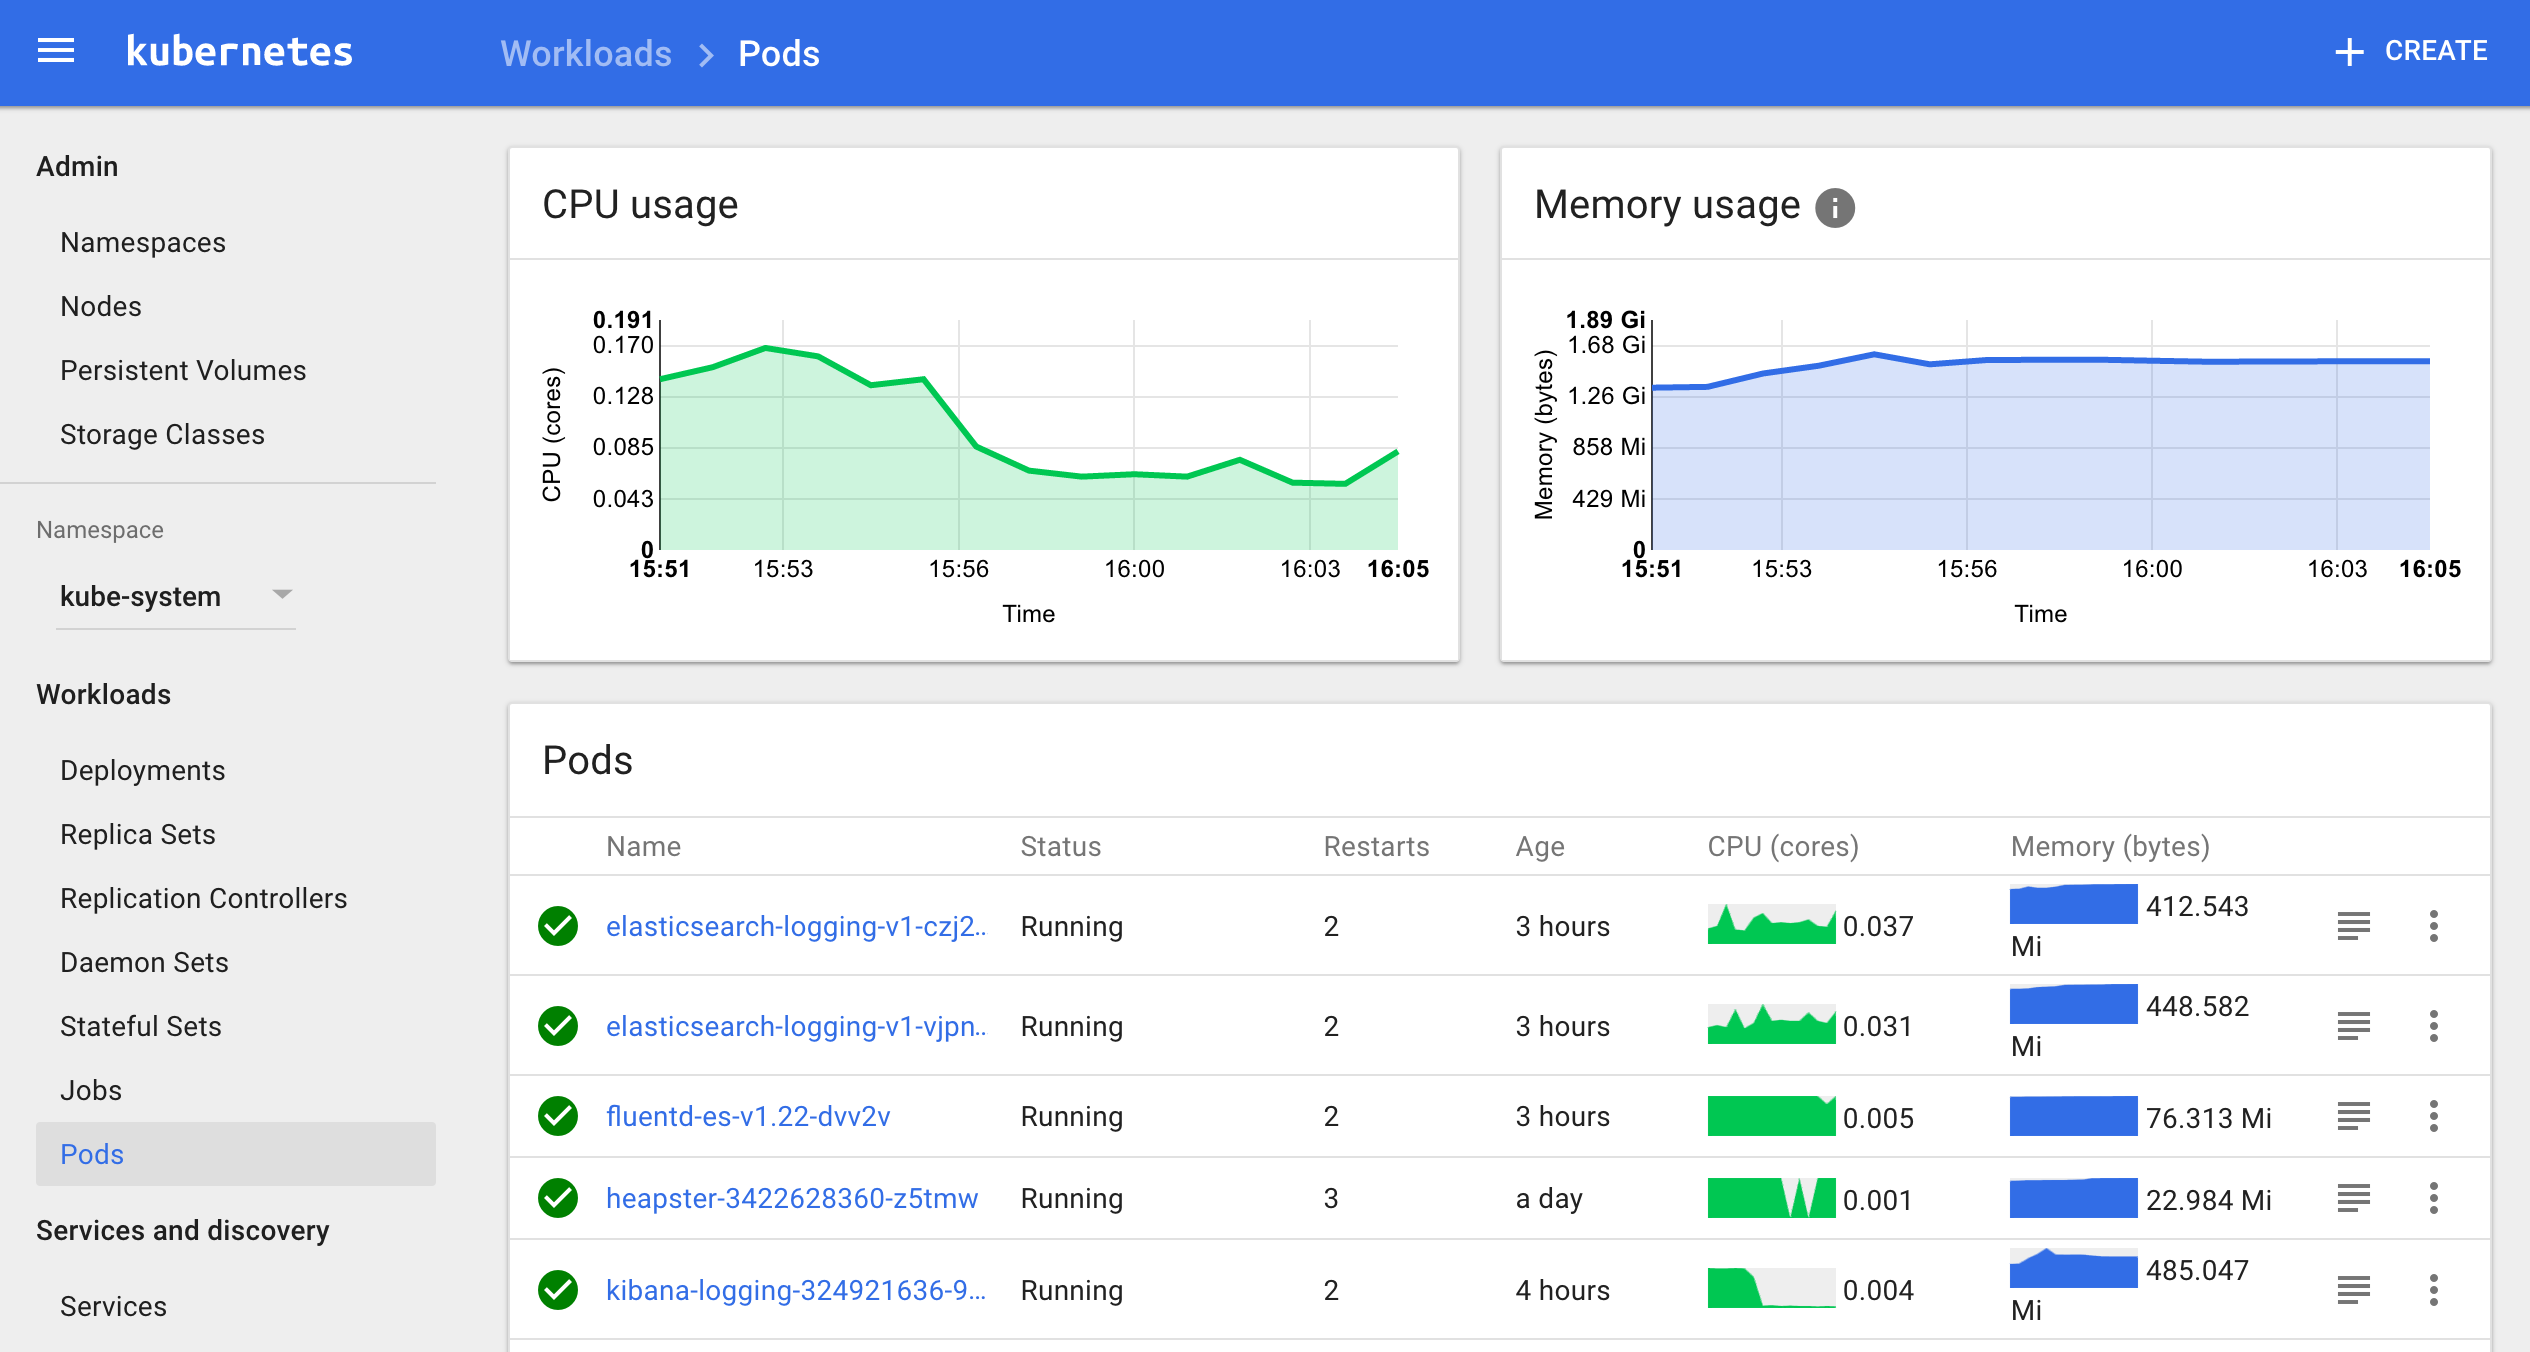 kubernetes
Workloads > Pods
+ CREATE
Admin
Namespaces
Nodes
Persistent Volumes
Storage Classes
Namespace
kube-system
Workloads
Deployments
Replica Sets
Replication Controllers
Daemon Sets
Stateful Sets
Jobs
Pods
Services and discovery
Services
CPU usage
CPU (cores)
0.191
0.170
0.128
0.085
0.043
0
15:51 15:53 15:56 16:00 16:03 16:05
Time
Memory usage i
Memory (bytes)
1.89 Gi
1.68 Gi
1.26 Gi
858 Mi
429 Mi
0
15:51 15:53 15:56 16:00 16:03 16:05
Time
Pods
Name Status Restarts Age CPU (cores) Memory (bytes)
elasticsearch-logging-v1-czj2.. Running 2 3 hours 0.037 412.543
Mi
elasticsearch-logging-v1-vjpn.. Running 2 3 hours 0.031 448.582
Mi
fluentd-es-v1.22-dvv2v Running 2 3 hours 0.005 76.313 Mi
heapster-3422628360-z5tmw Running 3 a day 0.001 22.984 Mi
kibana-logging-324921636-9... Running 2 4 hours 0.004 485.047
Mi